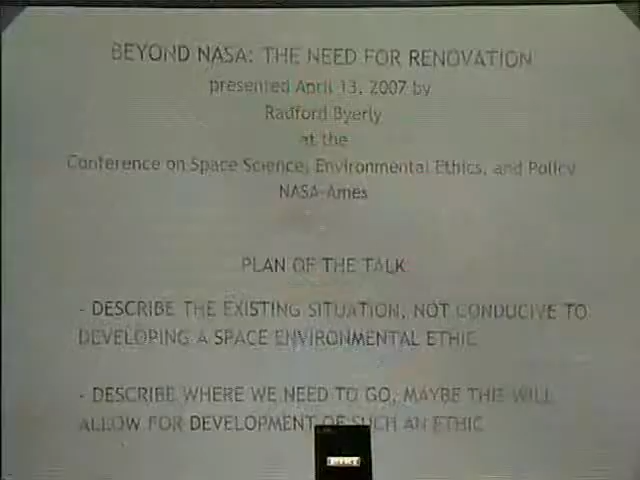 BEYOND NASA: THE NEED FOR RENOVATION
presented April 13, 2007 by
Radford Byerly
at the
Conference on Space Science, Environmental Ethics, and Policy
NASA-Ames
PLAN OF THE TALK
- DESCRIBE THE EXISTING SITUATION, NOT CONDUCIVE TO
DEVELOPING A SPACE ENVIRONMENTAL ETHIC
- DESCRIBE WHERE WE NEED TO GO, MAYBE THIS WILL
ALLOW FOR DEVELOPMENT OF SUCH AN ETHIC